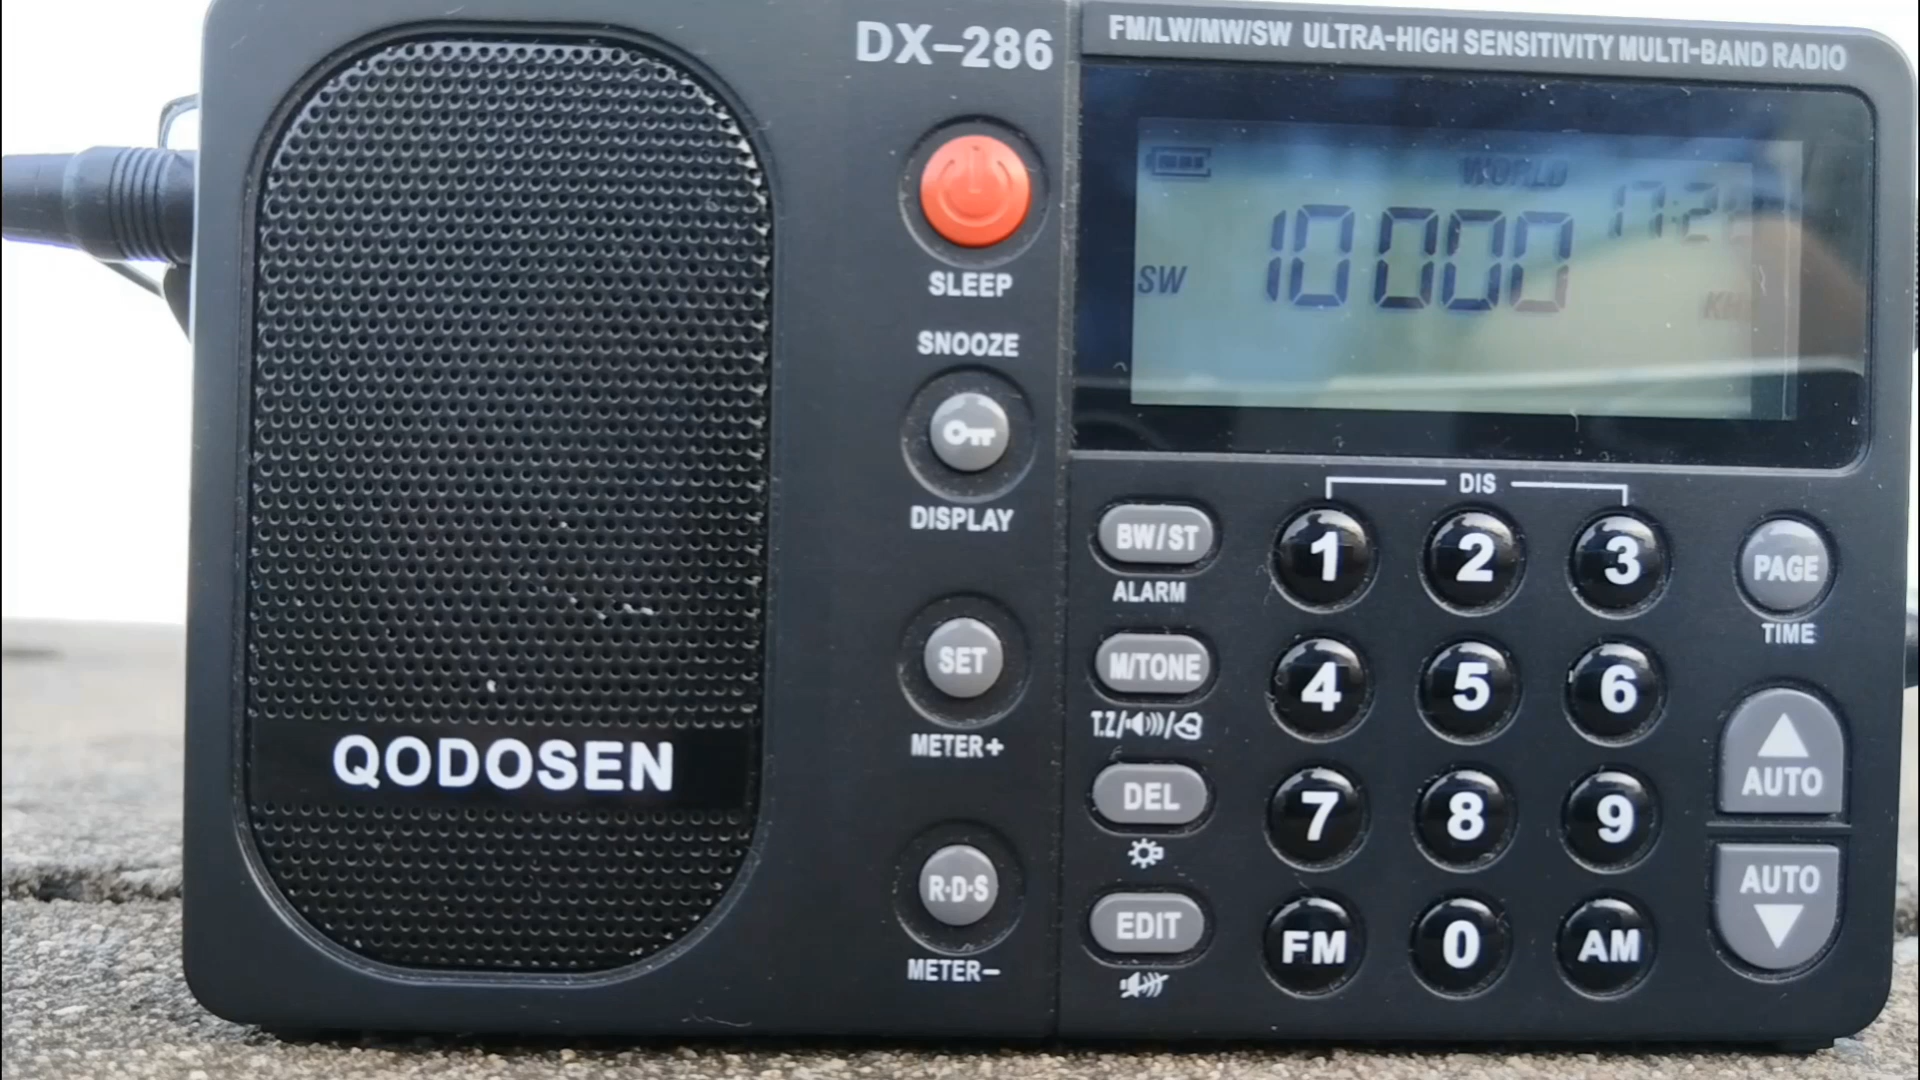 DX-286
FM/LW/MW/SW ULTRA-HIGH SENSITIVITY MULTI-BAND RADIO
WORLD
SW 10000
SLEEP
SNOOZE
DISPLAY
SET
METER+
R·D·S
METER-
QODOSEN
DIS
BW/ST 1 2 3 PAGE
ALARM
TIME
M/TONE 4 5 6
T.Z/
AUTO
DEL 7 8 9
AUTO
EDIT FM 0 AM